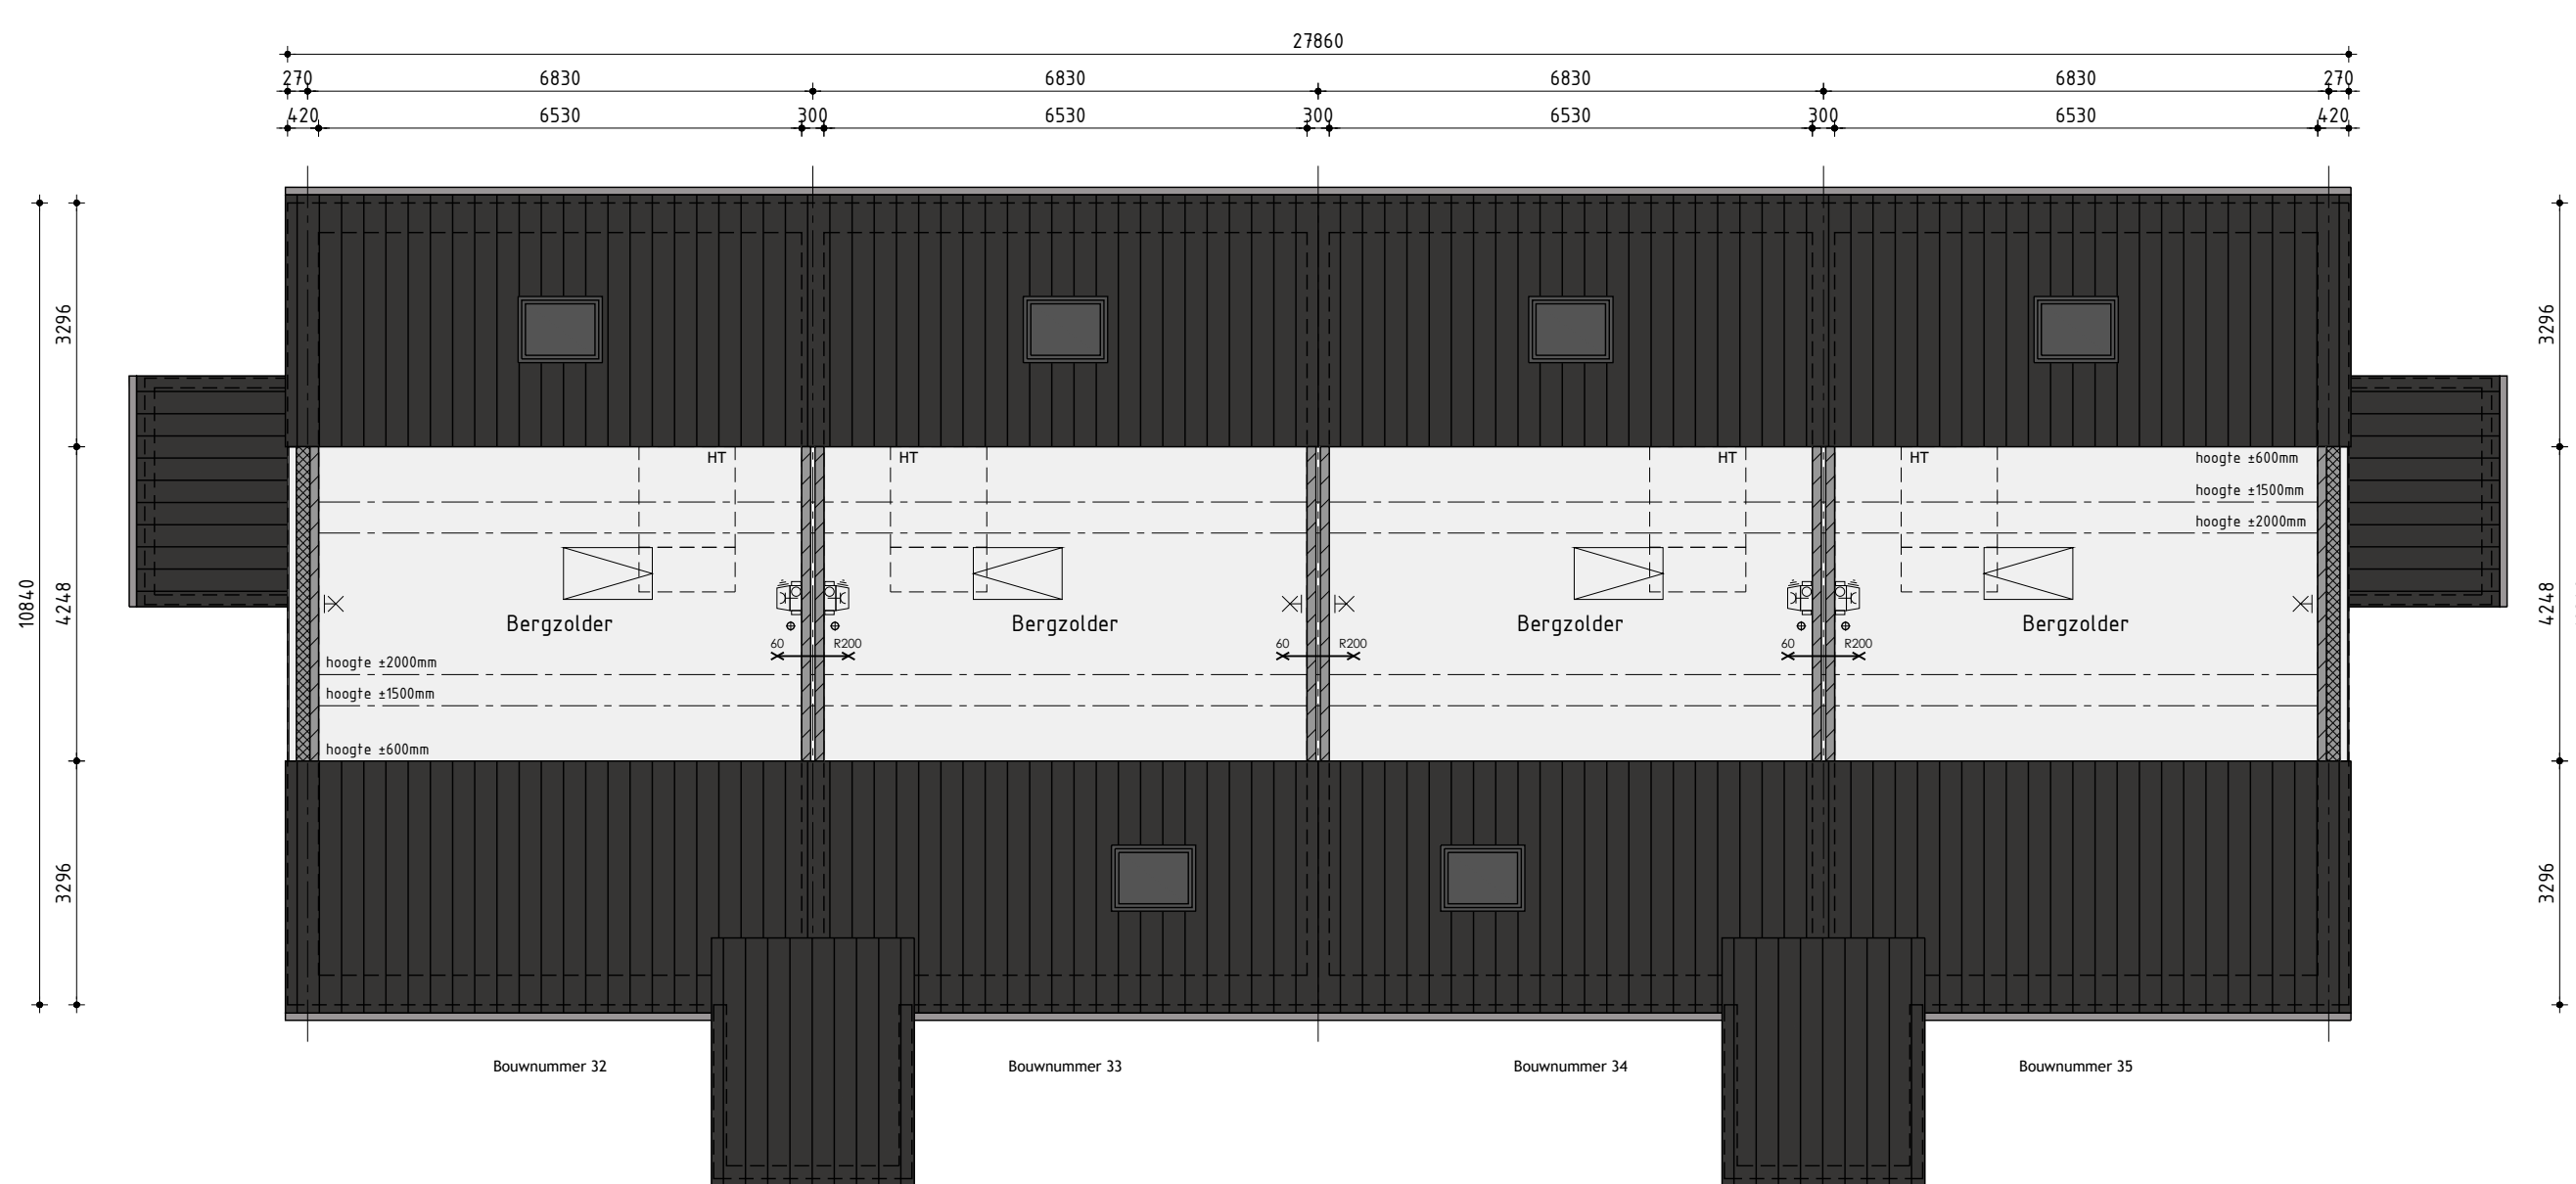 27860
270 6830 6830 6830 6830 270
420 6530 300 6530 300 6530 300 6530 420
10840
3296
4248
3296
3296
4248
3296
HT HT HT HT
hoogte ±600mm
hoogte ±1500mm
hoogte ±2000mm
Bergzolder Bergzolder Bergzolder Bergzolder
60 R200 60 R200 60 R200
hoogte ±2000mm
hoogte ±1500mm
hoogte ±600mm
Bouwnummer 32 Bouwnummer 33 Bouwnummer 34 Bouwnummer 35